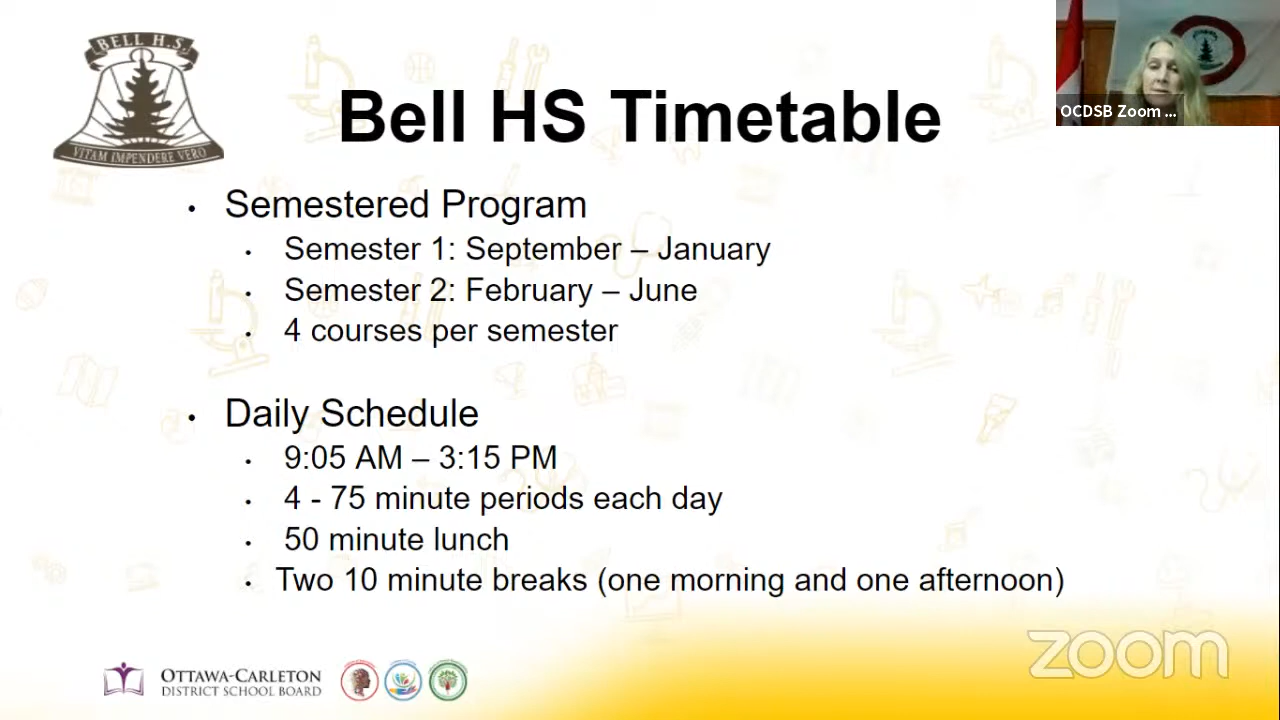 BELL H.S.
VITAM IMPENDERE VERO
Bell HS Timetable
OCDSB Zoom ...
• Semestered Program
• Semester 1: September – January
• Semester 2: February – June
• 4 courses per semester
• Daily Schedule
• 9:05 AM – 3:15 PM
• 4 - 75 minute periods each day
• 50 minute lunch
• Two 10 minute breaks (one morning and one afternoon)
OTTAWA-CARLETON
DISTRICT SCHOOL BOARD
zoom